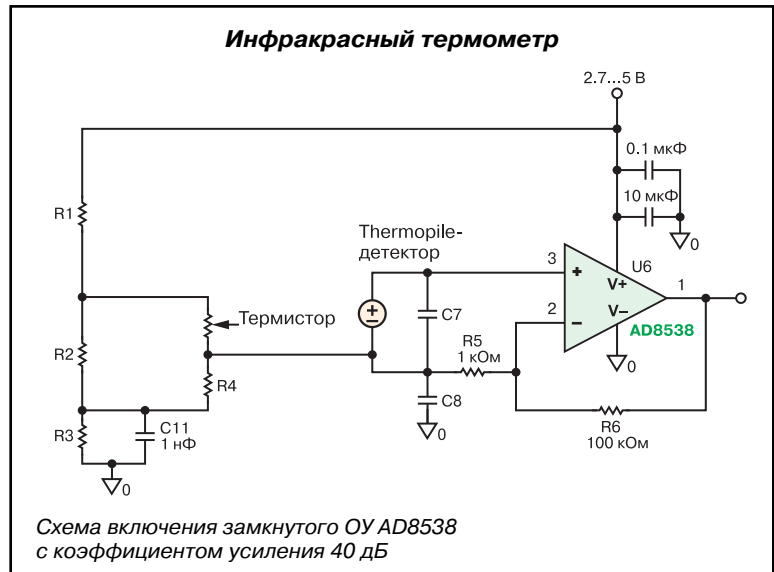 Инфракрасный термометр
2.7...5 В
0.1 мкФ
10 мкФ
0
R1
Thermopile-
детектор
3
U6
1
+
V+
Термистор
C7
2
–
V–
AD8538
R5
1 кОм
0
R2
R4
C8
0
R6
100 кОм
R3
C11
1 нФ
0
Схема включения замкнутого ОУ AD8538
с коэффициентом усиления 40 дБ